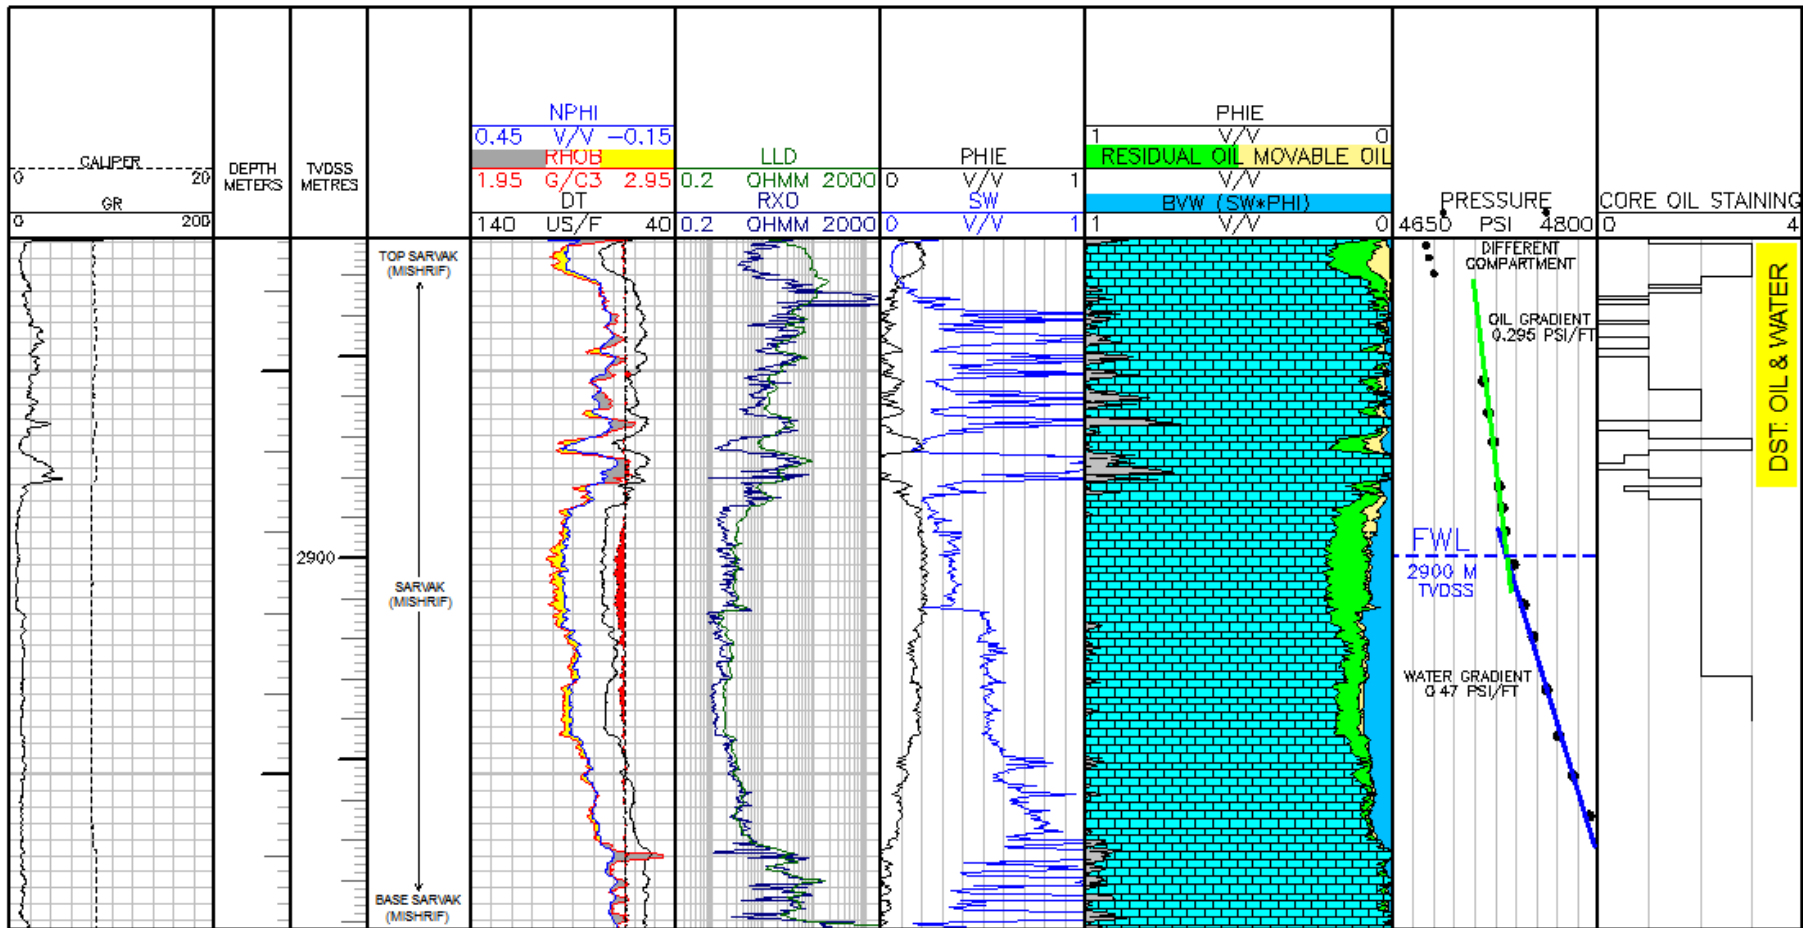 CALIPER
0 20
GR
0 200
DEPTH
METERS
TVDSS
METRES
NPHI
0.45 V/V -0.15
RHOB
1.95 G/C3 2.95
DT
140 US/F 40
LLD
0.2 OHMM 2000
RXO
0.2 OHMM 2000
PHIE
0 V/V 1
SW
0 V/V 1
PHIE
1 V/V 0
RESIDUAL OIL MOVABLE OIL
V/V
BVW (SW*PHI)
1 V/V 0
PRESSURE
4650 PSI 4800
CORE OIL STAINING
0 4
TOP SARVAK
(MISHRIF)
SARVAK
(MISHRIF)
BASE SARVAK
(MISHRIF)
2900
DIFFERENT
COMPARTMENT
OIL GRADIENT
0.295 PSI/FT
FWL
2900 M
TVDSS
WATER GRADIENT
0.47 PSI/FT
DST: OIL & WATER